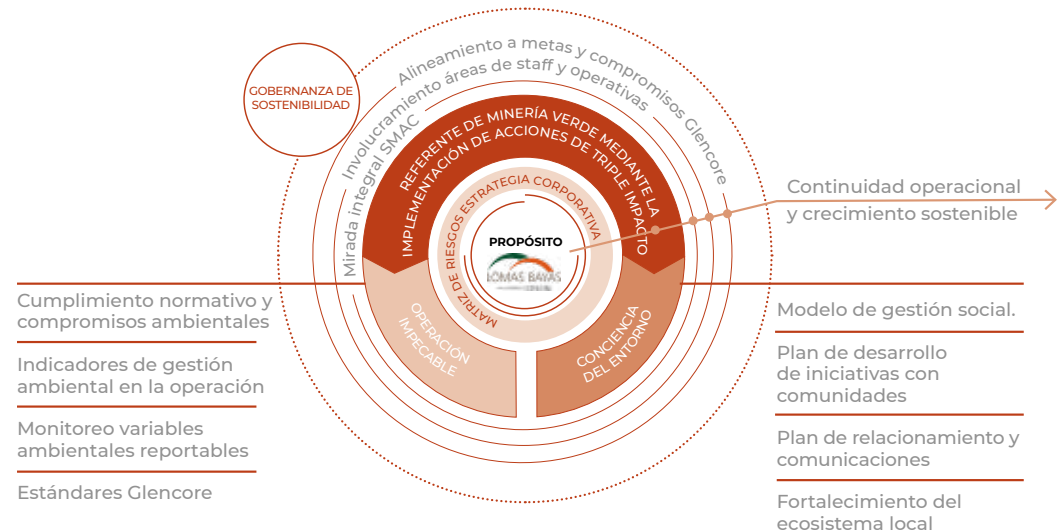 GOBERNANZA DE
SOSTENIBILIDAD
Alineamiento a metas y compromisos Glencore
Involucramiento áreas de staff y operativas
Mirada integral SMAC
REFERENTE DE MINERÍA VERDE MEDIANTE LA
IMPLEMENTACIÓN DE ACCIONES DE TRIPLE IMPACTO
MATRIZ DE RIESGOS ESTRATEGIA CORPORATIVA
PROPÓSITO
LOMAS BAYAS
OPERACIÓN
IMPECABLE
CONCIENCIA
DEL ENTORNO
Continuidad operacional
y crecimiento sostenible
Cumplimiento normativo y
compromisos ambientales
Indicadores de gestión
ambiental en la operación
Monitoreo variables
ambientales reportables
Estándares Glencore
Modelo de gestión social.
Plan de desarrollo
de iniciativas con
comunidades
Plan de relacionamiento y
comunicaciones
Fortalecimiento del
ecosistema local